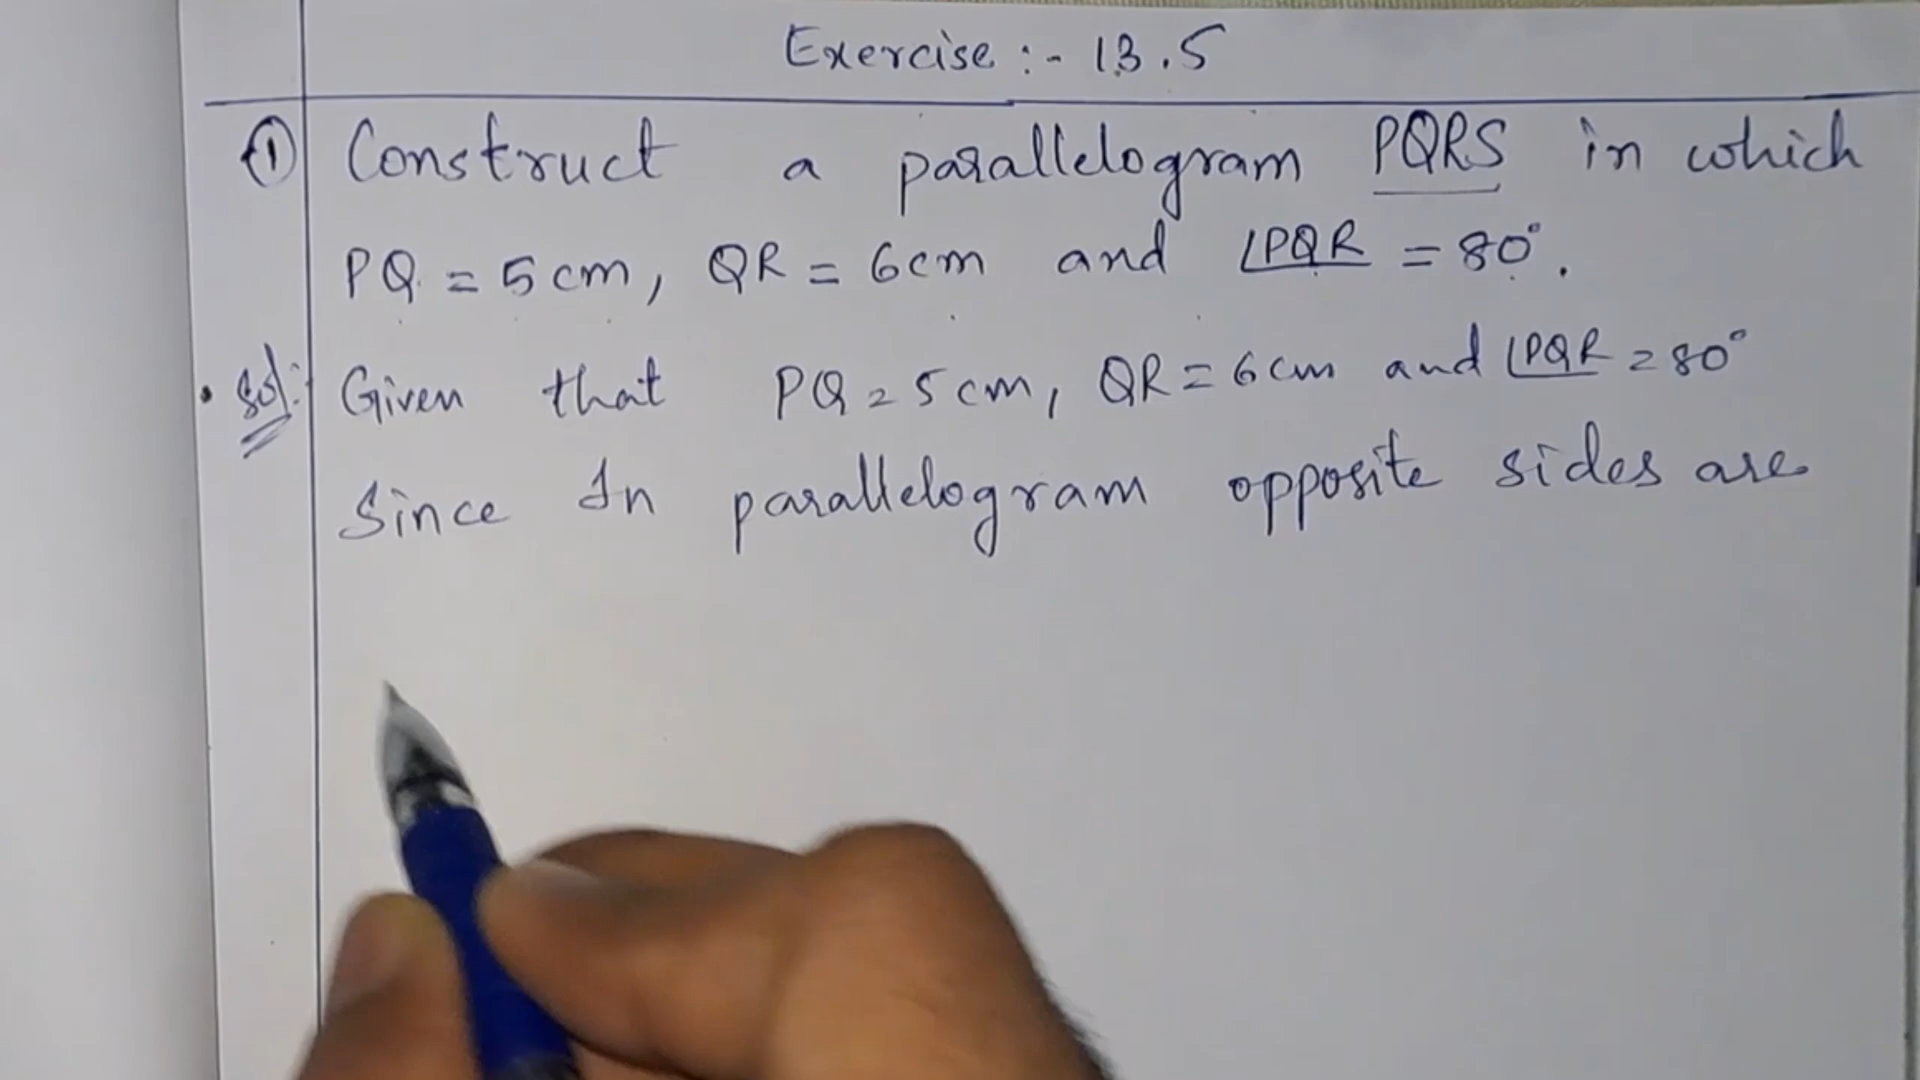 Exercise :- 13.5
① Construct a parallelogram PQRS in which
PQ = 5cm, QR = 6cm and ∠PQR = 80°.
Sol:- Given that PQ = 5cm, QR = 6cm and ∠PQR = 80°
Since In parallelogram opposite sides are